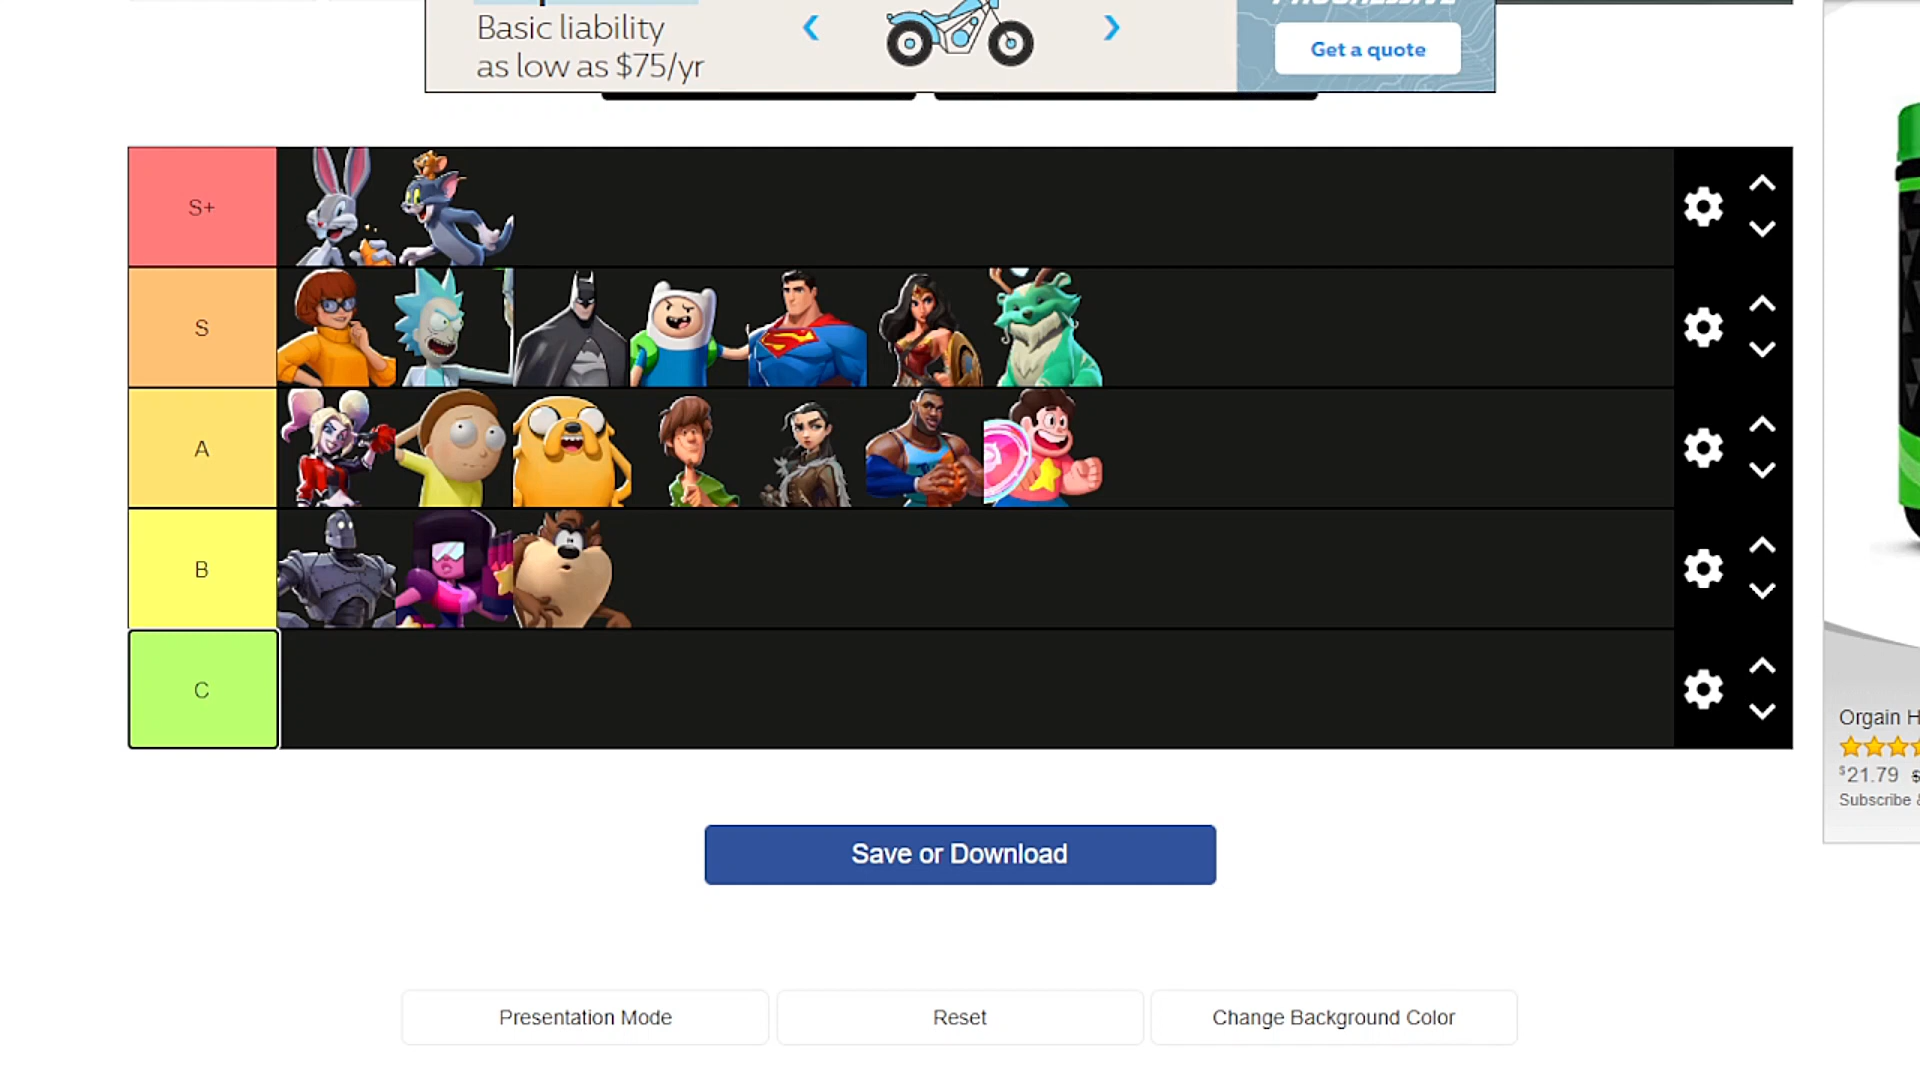 Basic liability
as low as $75/yr
PROGRESSIVE
Get a quote
S+
S
A
B
C
Orgain H
$21.79 $
Subscribe &
Save or Download
Presentation Mode
Reset
Change Background Color